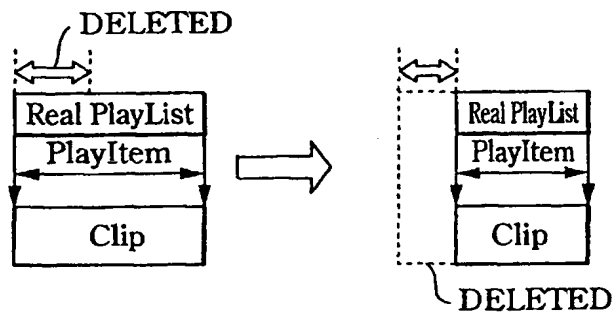 DELETED
Real PlayList
PlayItem
Clip
Real PlayList
PlayItem
Clip
DELETED